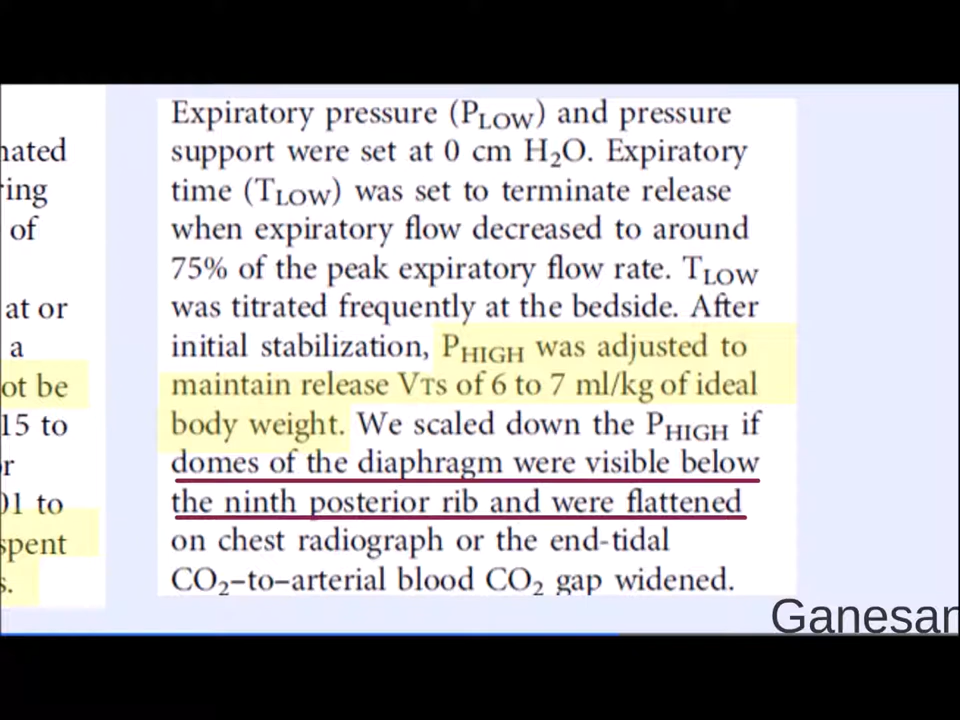 nated
ring
of
at or
a
ot be
15 to
or
01 to
spent
s.
Expiratory pressure (PLOW) and pressure
support were set at 0 cm H2O. Expiratory
time (TLOW) was set to terminate release
when expiratory flow decreased to around
75% of the peak expiratory flow rate. TLOW
was titrated frequently at the bedside. After
initial stabilization, PHIGH was adjusted to
maintain release VTs of 6 to 7 ml/kg of ideal
body weight. We scaled down the PHIGH if
domes of the diaphragm were visible below
the ninth posterior rib and were flattened
on chest radiograph or the end-tidal
CO2–to–arterial blood CO2 gap widened.
Ganesan